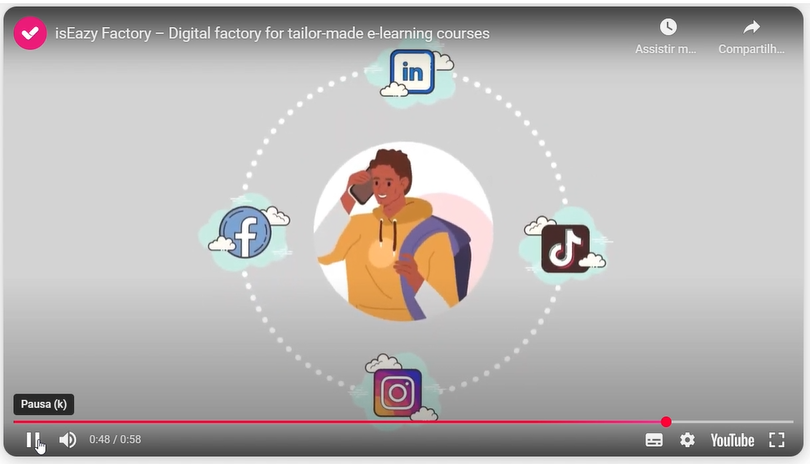 isEazy Factory – Digital factory for tailor-made e-learning courses
Assistir m...
Compartilh...
in
f
Pausa (k)
0:48 / 0:58
YouTube